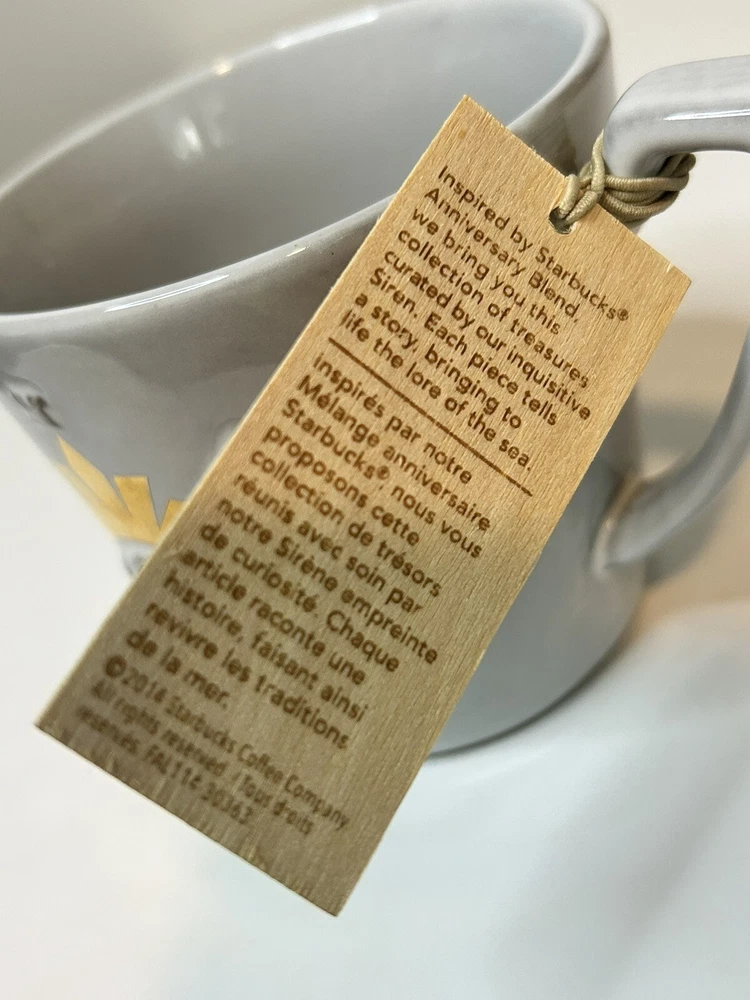 Inspired by Starbucks®
Anniversary Blend,
we bring you this
collection of treasures
curated by our inquisitive
Siren. Each piece tells
a story, bringing to
life the lore of the sea.
Inspirés par notre
Mélange anniversaire
Starbucks®, nous vous
proposons cette
collection de trésors
réunis avec soin par
notre Sirène empreinte
de curiosité. Chaque
article raconte une
histoire, faisant ainsi
revivre les traditions
de la mer.
©2014 Starbucks Coffee Company
All rights reserved. / Tous droits
réservés. FAL114-30363